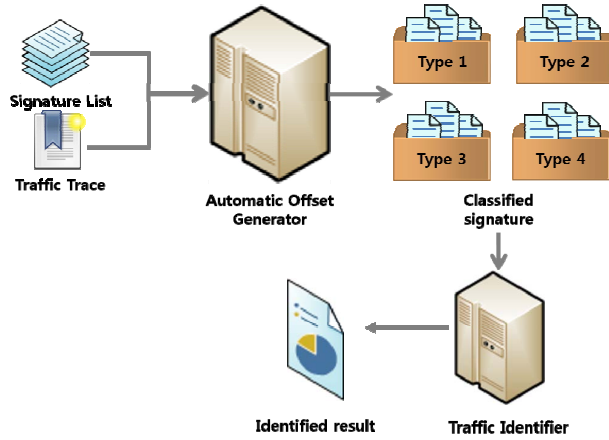 Signature List
Traffic Trace
Automatic Offset
Generator
Type 1
Type 2
Type 3
Type 4
Classified
signature
Identified result
Traffic Identifier